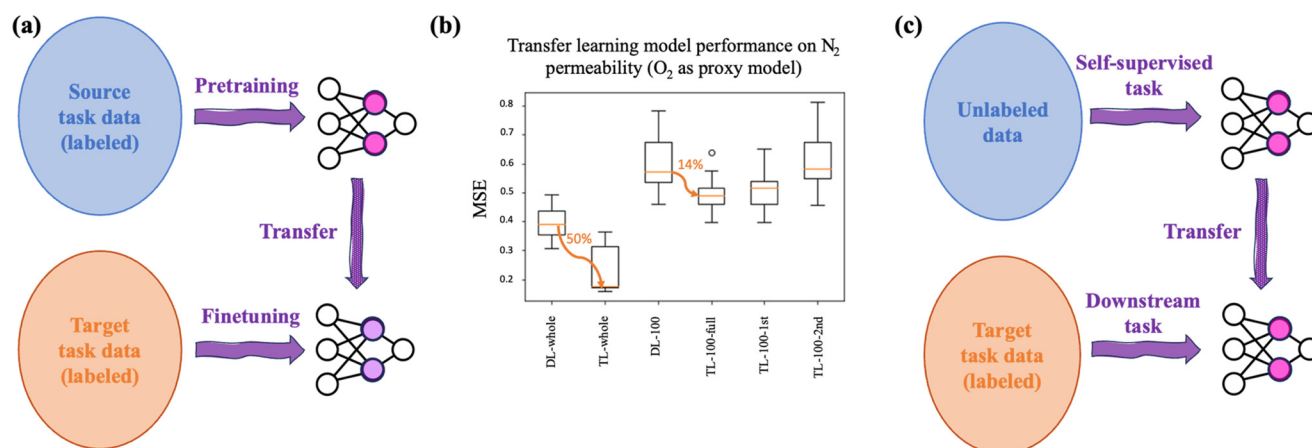 (a)
Source
task data
(labeled)
Pretraining
Transfer
Target
task data
(labeled)
Finetuning
(b)
Transfer learning model performance on N₂
permeability (O₂ as proxy model)
MSE
0.8
0.7
0.6
0.5
0.4
0.3
0.2
50%
14%
DL-whole
TL-whole
DL-100
TL-100-full
TL-100-1st
TL-100-2nd
(c)
Unlabeled
data
Self-supervised
task
Transfer
Target
task data
(labeled)
Downstream
task